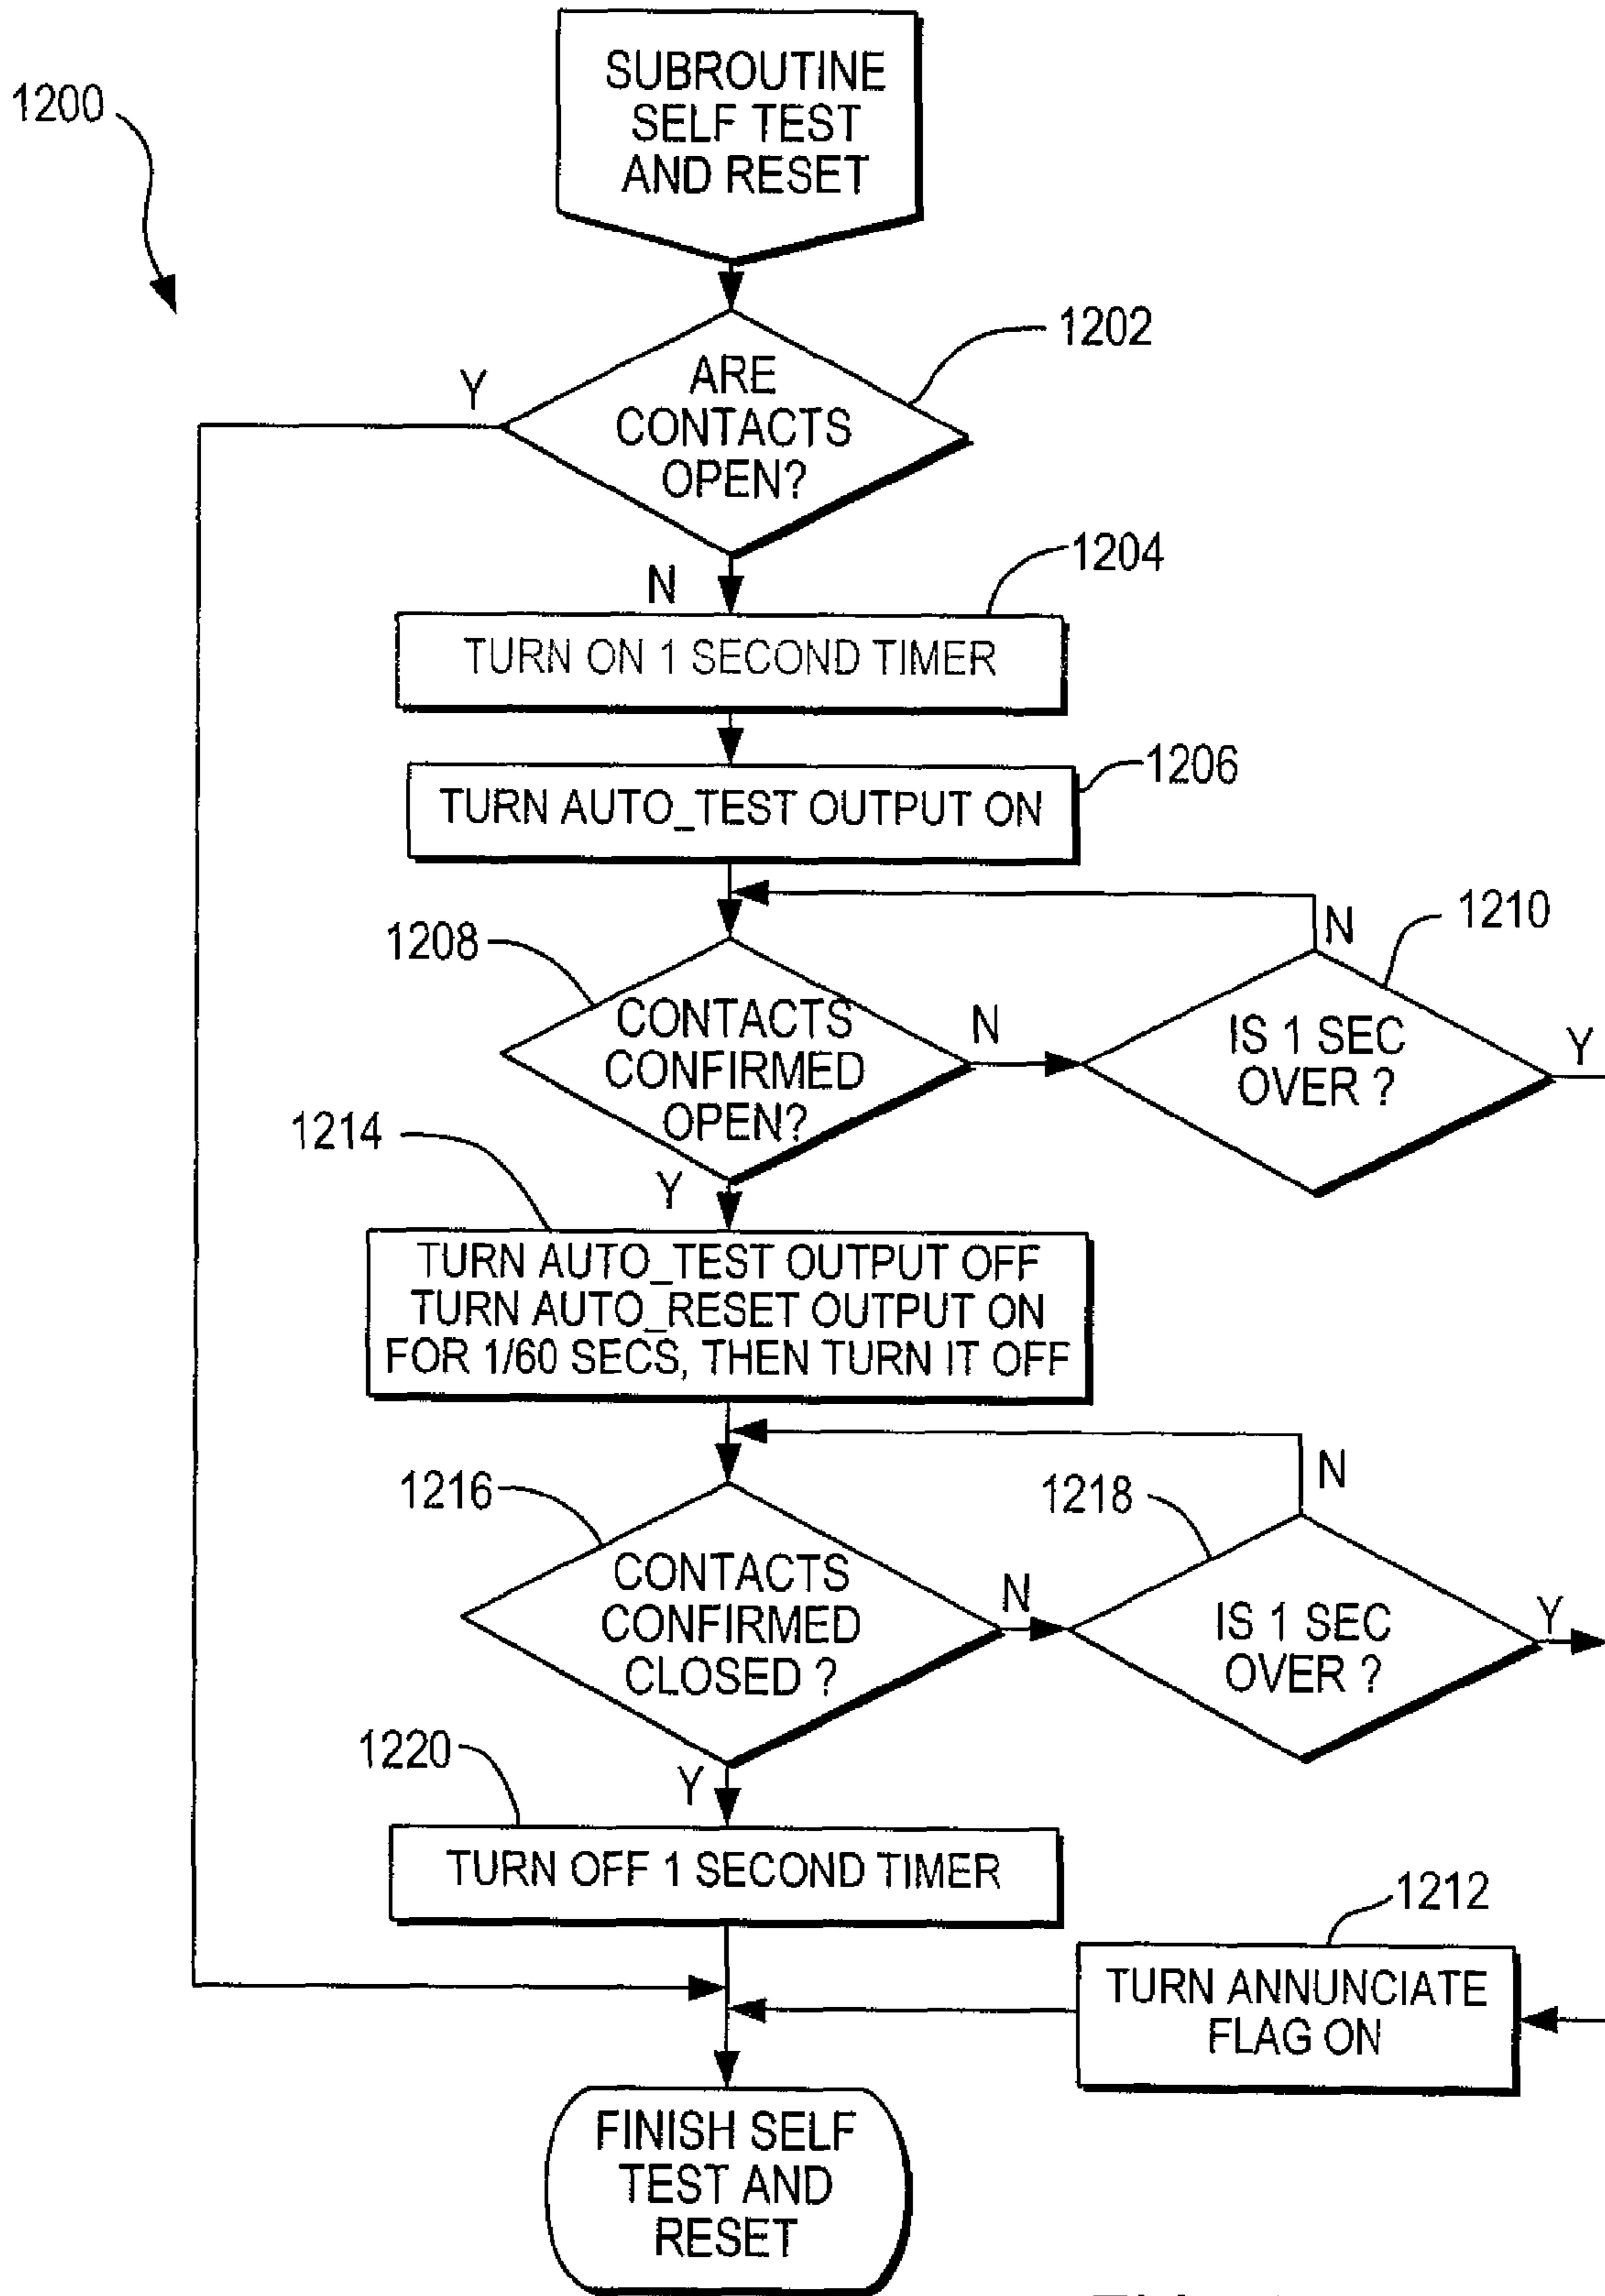 1200
SUBROUTINE
SELF TEST
AND RESET
1202
Y
ARE
CONTACTS
OPEN?
N
1204
TURN ON 1 SECOND TIMER
1206
TURN AUTO_TEST OUTPUT ON
1208
CONTACTS
CONFIRMED
OPEN?
N
N
1210
IS 1 SEC
OVER ?
Y
1214
Y
TURN AUTO_TEST OUTPUT OFF
TURN AUTO_RESET OUTPUT ON
FOR 1/60 SECS, THEN TURN IT OFF
1216
CONTACTS
CONFIRMED
CLOSED ?
N
1218
N
IS 1 SEC
OVER ?
Y
1220
Y
TURN OFF 1 SECOND TIMER
1212
TURN ANNUNCIATE
FLAG ON
FINISH SELF
TEST AND
RESET